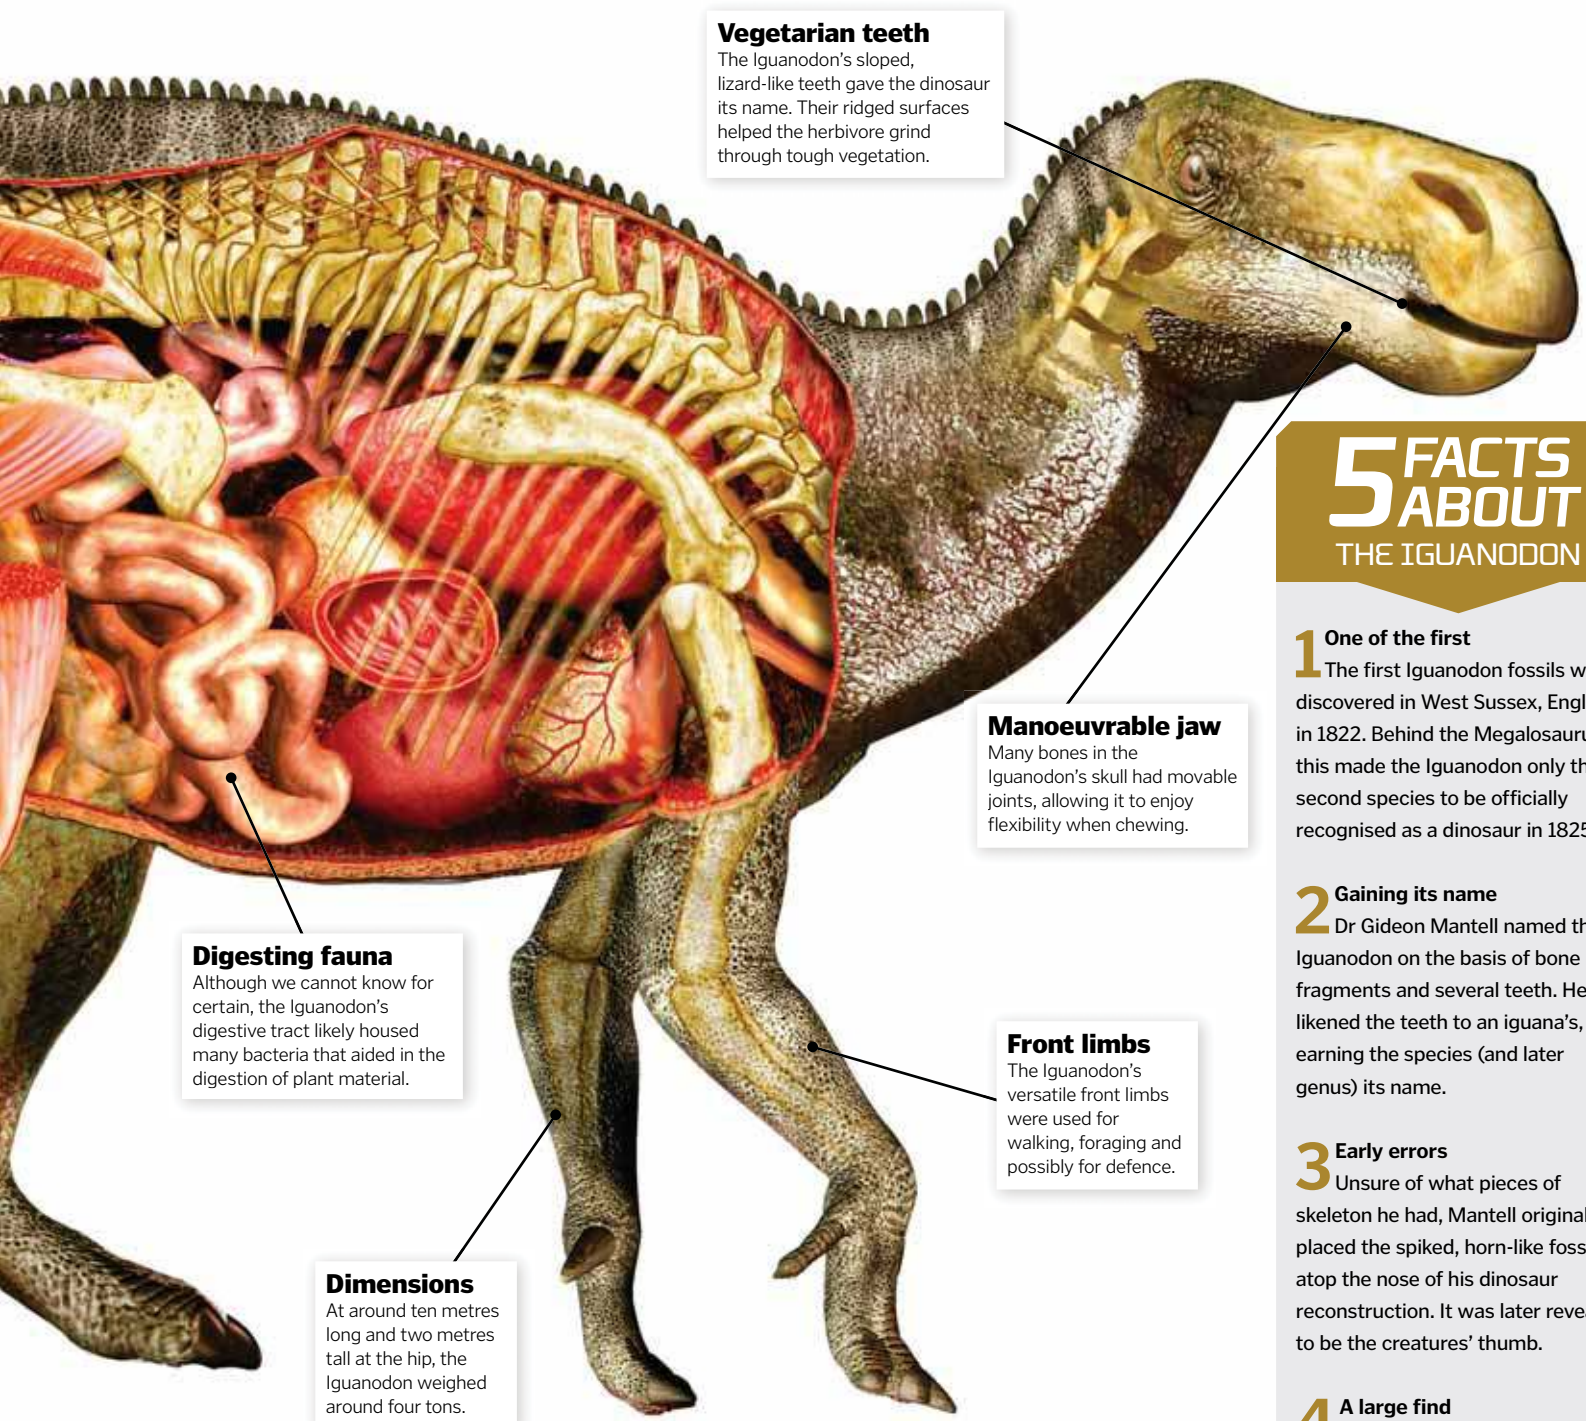 Vegetarian teeth
The Iguanodon's sloped,
lizard-like teeth gave the dinosaur
its name. Their ridged surfaces
helped the herbivore grind
through tough vegetation.
Manoeuvrable jaw
Many bones in the
Iguanodon's skull had movable
joints, allowing it to enjoy
flexibility when chewing.
Digesting fauna
Although we cannot know for
certain, the Iguanodon's
digestive tract likely housed
many bacteria that aided in the
digestion of plant material.
Front limbs
The Iguanodon's
versatile front limbs
were used for
walking, foraging and
possibly for defence.
Dimensions
At around ten metres
long and two metres
tall at the hip, the
Iguanodon weighed
around four tons.
5 FACTS
ABOUT
THE IGUANODON
1 One of the first
The first Iguanodon fossils
discovered in West Sussex,
in 1822. Behind the
this made the Iguanodon only
second species to be officially
recognised as a dinosaur in 1825
2 Gaining its name
Dr Gideon Mantell named
Iguanodon on the basis of bone
fragments and several teeth. He
likened the teeth to an iguana's,
earning the species (and later
genus) its name.
3 Early errors
Unsure of what pieces of
skeleton he had, Mantell
placed the spiked, horn-like
atop the nose of his dinosaur
reconstruction. It was later
to be the creatures' thumb.
4 A large find